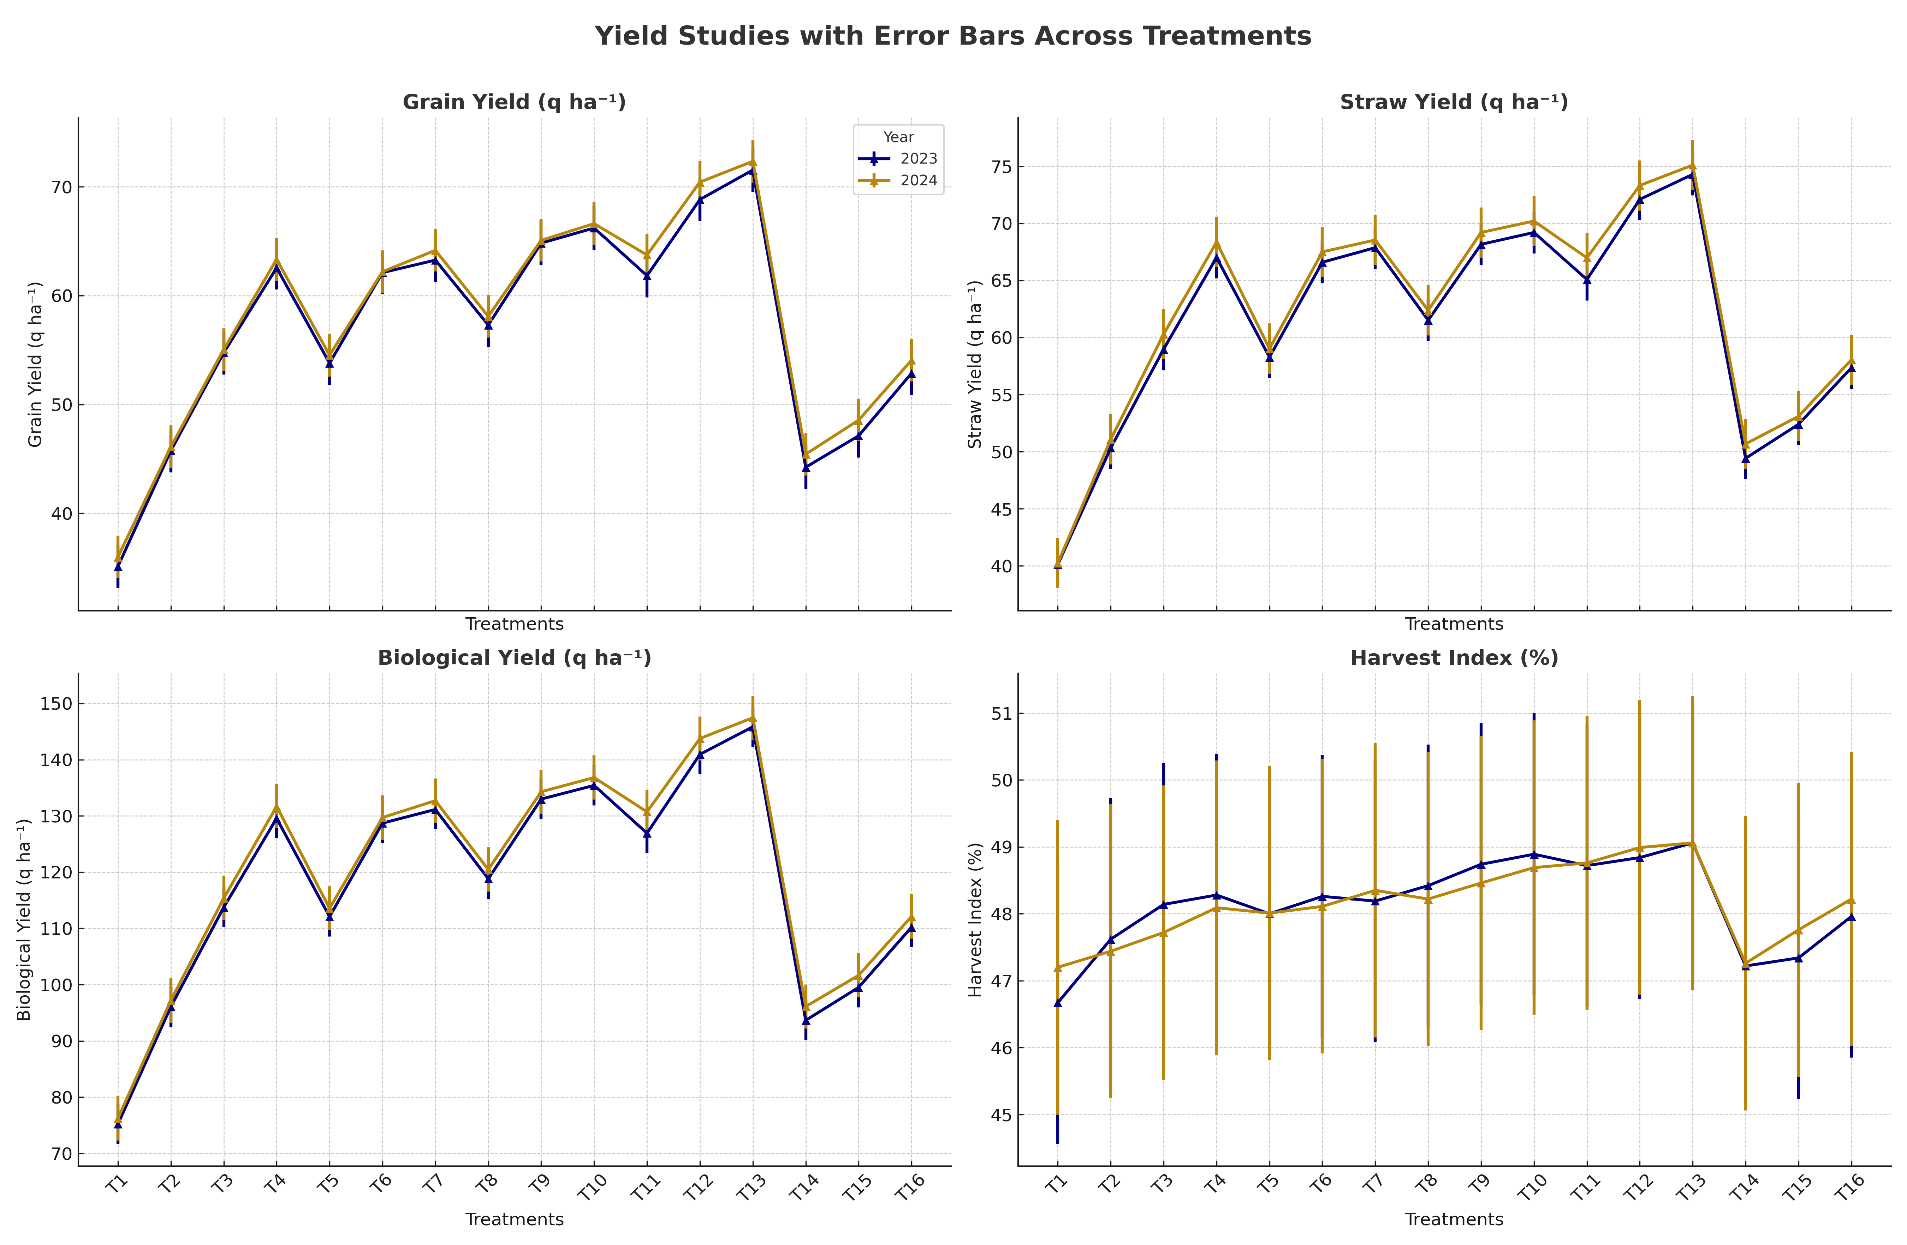 Yield Studies with Error Bars Across Treatments
Grain Yield (q ha⁻¹)
Grain Yield (q ha⁻¹)
70
60
50
40
Year
2023
2024
Treatments
Straw Yield (q ha⁻¹)
Straw Yield (q ha⁻¹)
75
70
65
60
55
50
45
40
Treatments
Biological Yield (q ha⁻¹)
Biological Yield (q ha⁻¹)
150
140
130
120
110
100
90
80
70
T1 T2 T3 T4 T5 T6 T7 T8 T9 T10 T11 T12 T13 T14 T15 T16
Treatments
Harvest Index (%)
Harvest Index (%)
51
50
49
48
47
46
45
T1 T2 T3 T4 T5 T6 T7 T8 T9 T10 T11 T12 T13 T14 T15 T16
Treatments